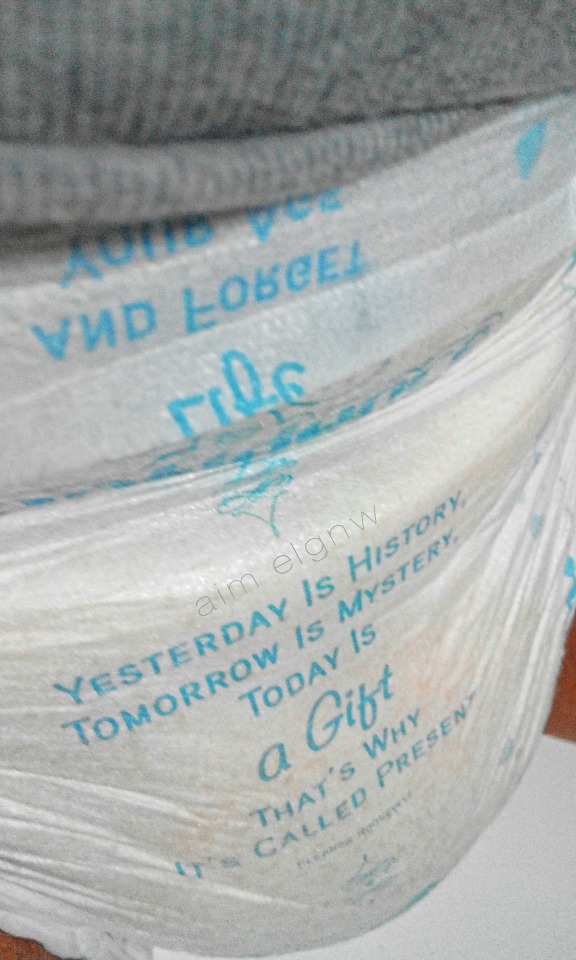 YOUR AGE
AND FORGET
Life
aim elgnw
YESTERDAY IS HISTORY,
TOMORROW IS MYSTERY,
TODAY IS
a Gift
THAT'S WHY
IT'S CALLED PRESENT